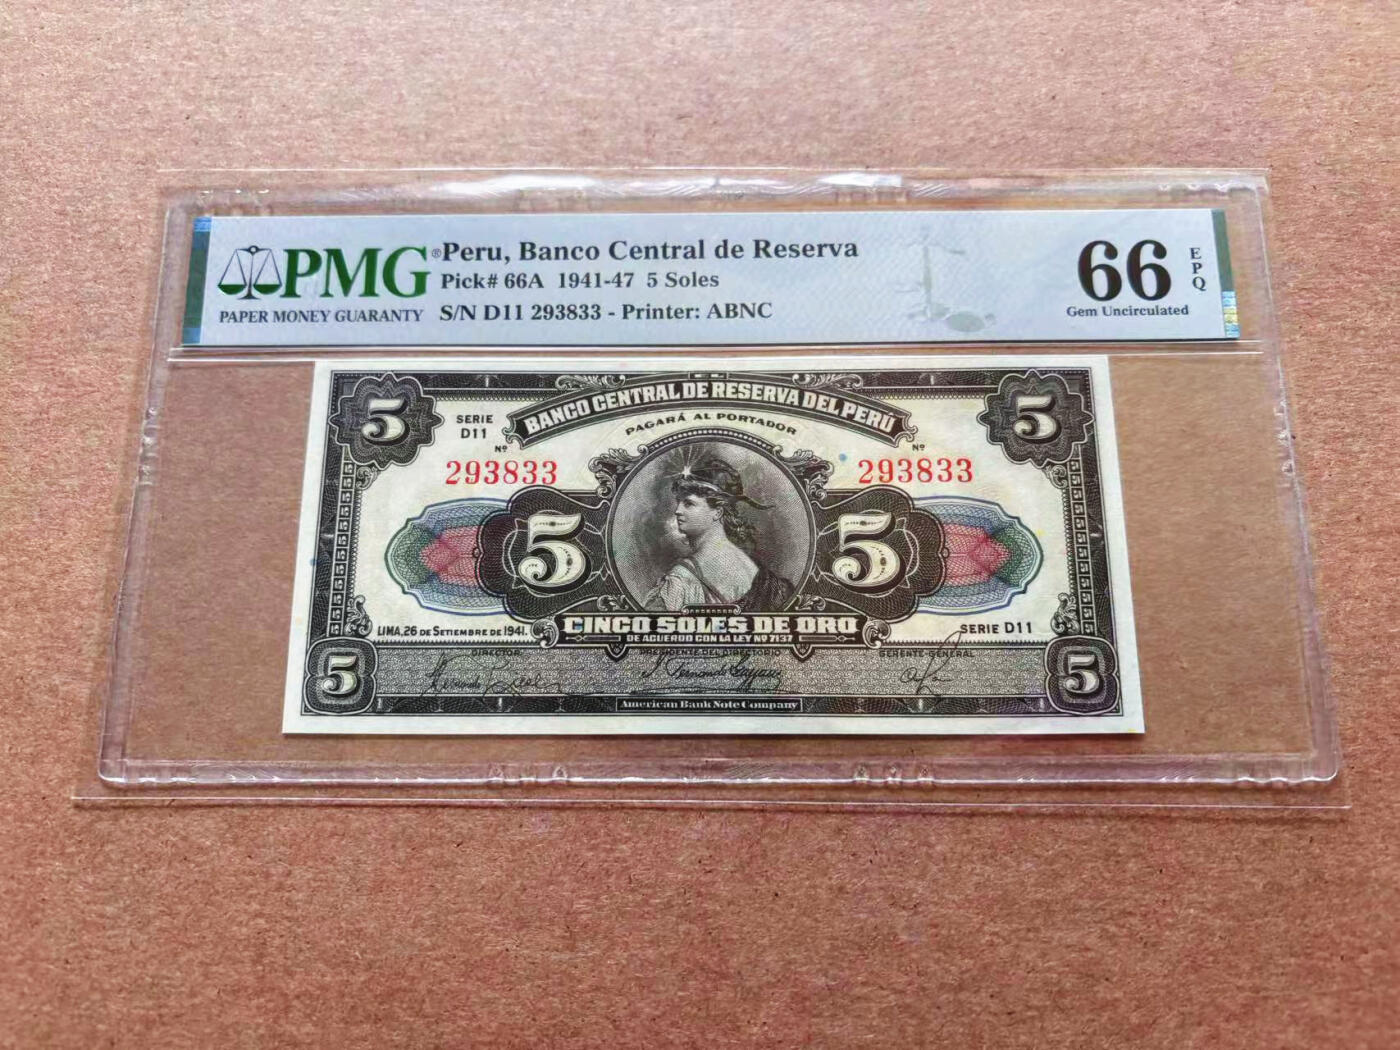 PMG®
PAPER MONEY GUARANTY
Peru, Banco Central de Reserva
Pick# 66A 1941-47 5 Soles
S/N D11 293833 - Printer: ABNC
66
EPQ
Gem Uncirculated
BANCO CENTRAL DE RESERVA DEL PERÚ
PAGARÁ AL PORTADOR
5
5
SERIE
D11
Nº
293833
Nº
293833
5
5
CINCO SOLES DE ORO
DE ACUERDO CON LA LEY Nº 7137
LIMA, 26 DE SETIEMBRE DE 1941.
SERIE D11
DIRECTOR
PRESIDENTE DEL DIRECTORIO
GERENTE GENERAL
5
5
American Bank Note Company